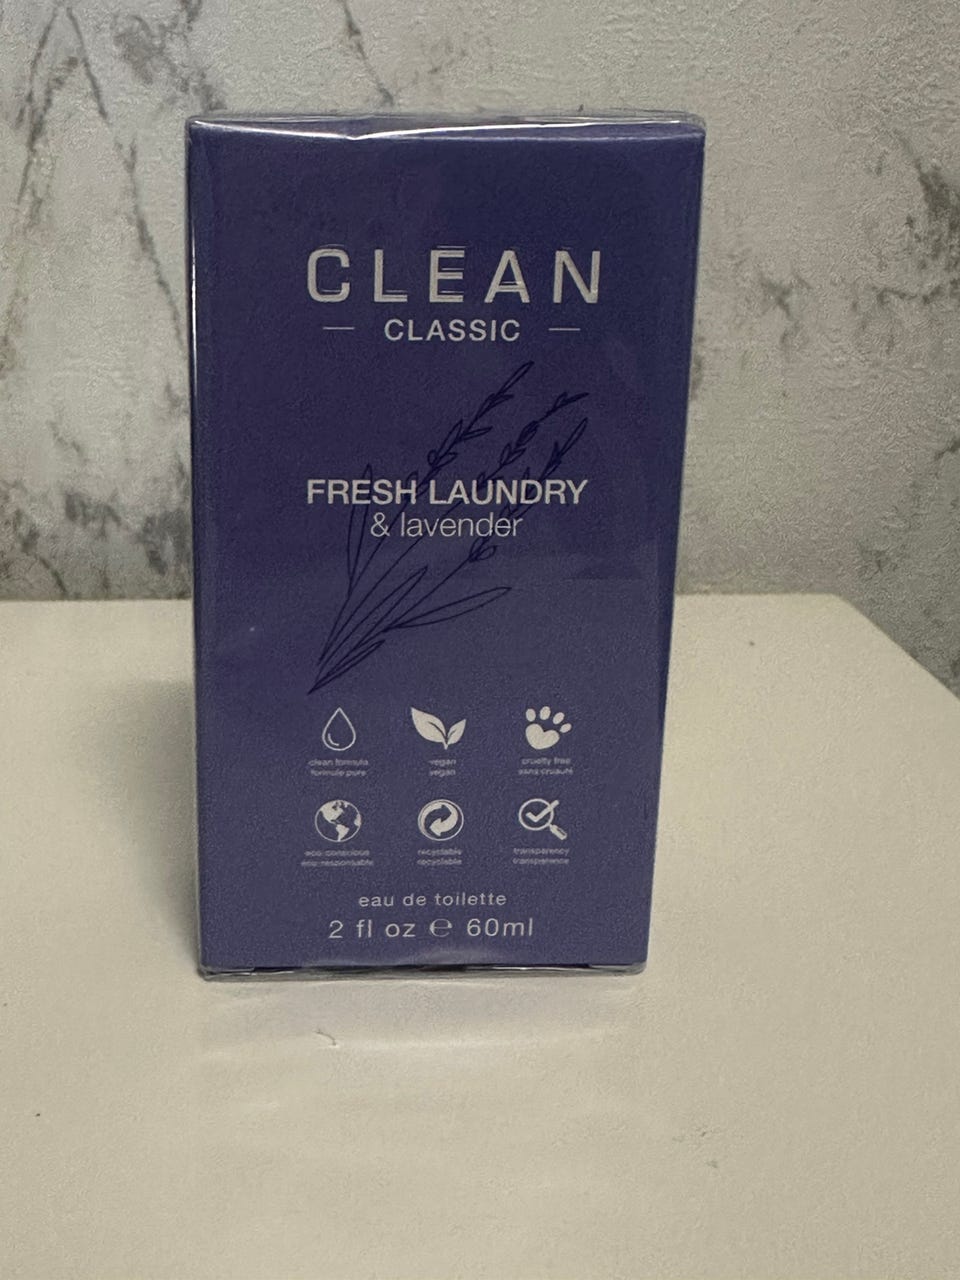 CLEAN
CLASSIC
FRESH LAUNDRY
& lavender
clean formula
formule pure
vegan
vegan
cruelty free
sans cruauté
eco-conscious
eco-responsable
recyclable
recyclable
transparency
transparence
eau de toilette
2 fl oz ℮ 60ml